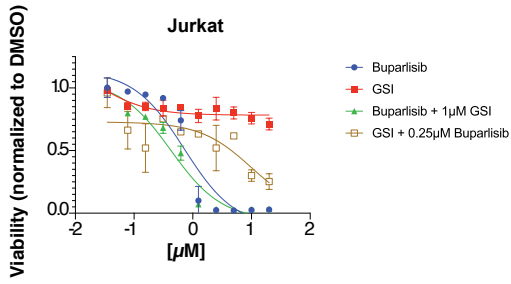 Jurkat
Viability (normalized to DMSO)
1.0
0.5
0.0
-2
-1
0
1
2
[µM]
Buparlisib
GSI
Buparlisib + 1µM GSI
GSI + 0.25µM Buparlisib